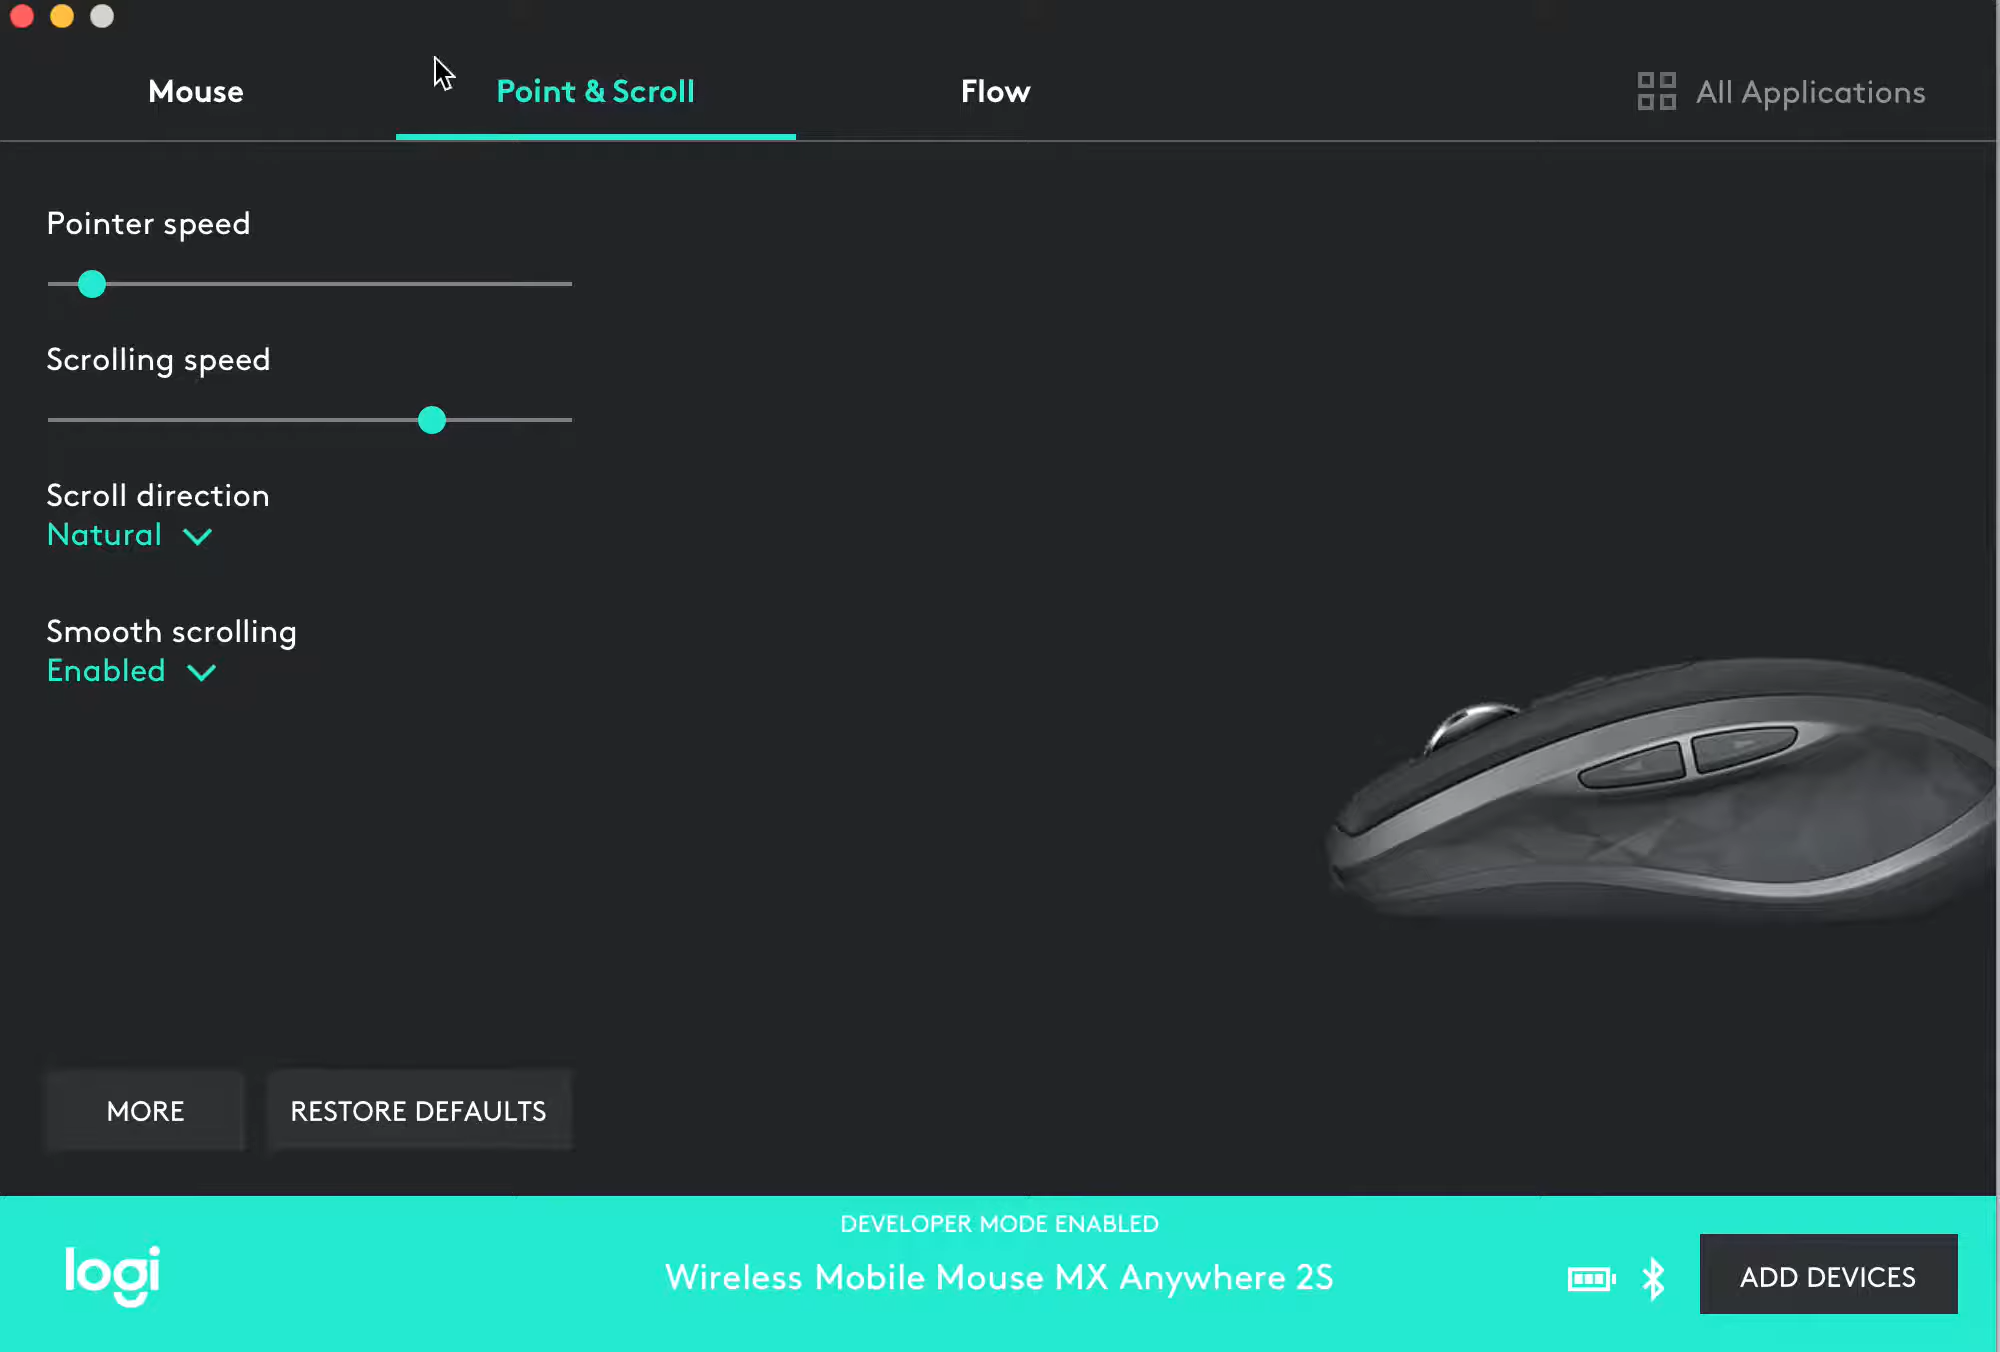 Mouse
Point & Scroll
Flow
All Applications
Pointer speed
Scrolling speed
Scroll direction
Natural
Smooth scrolling
Enabled
MORE
RESTORE DEFAULTS
DEVELOPER MODE ENABLED
logi
Wireless Mobile Mouse MX Anywhere 2S
ADD DEVICES